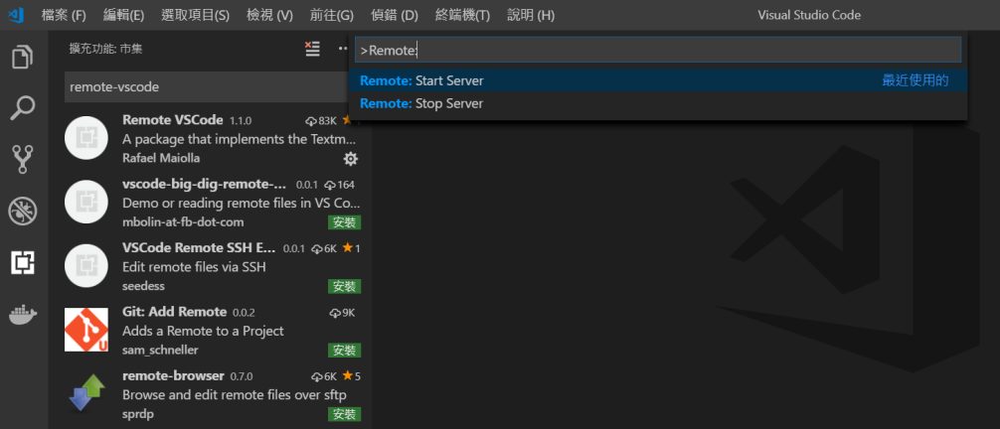 檔案 (F) 編輯(E) 選取項目(S) 檢視 (V) 前往(G) 偵錯 (D) 終端機(T) 說明 (H) Visual Studio Code
擴充功能: 市集
>Remote:
remote-vscode
Remote: Start Server 最近使用的
Remote: Stop Server
Remote VSCode 1.1.0 83K
A package that implements the Textm...
Rafael Maiolla
vscode-big-dig-remote-... 0.0.1 164
Demo or reading remote files in VS Co...
mbolin-at-fb-dot-com 安裝
VSCode Remote SSH E... 0.0.1 6K ★1
Edit remote files via SSH
seedess 安裝
Git: Add Remote 0.0.2 9K
Adds a Remote to a Project
sam_schneller 安裝
remote-browser 0.7.0 6K ★5
Browse and edit remote files over sftp
sprdp 安裝